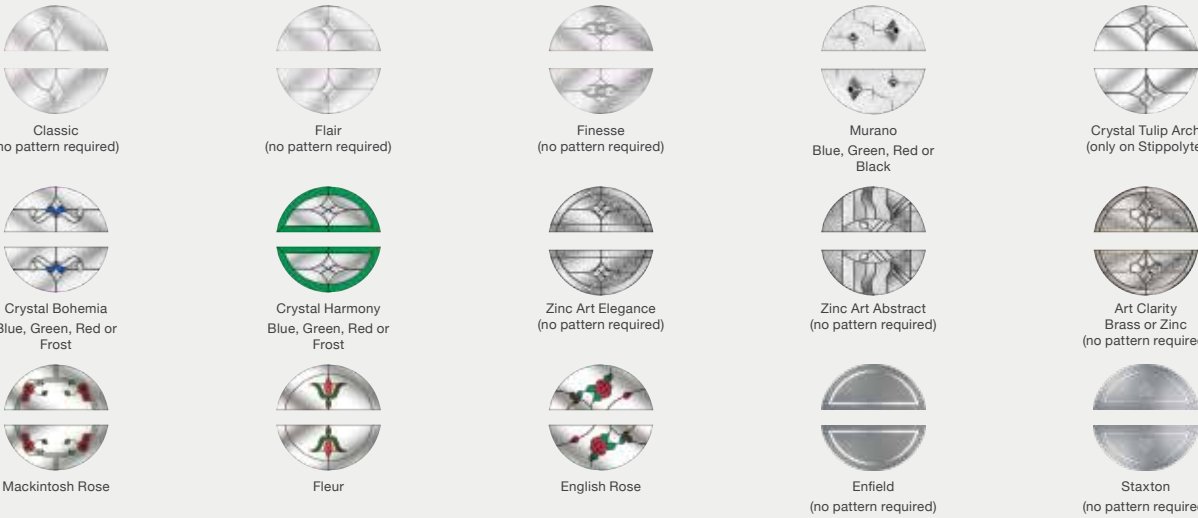 Classic
no pattern required)
Flair
(no pattern required)
Finesse
(no pattern required)
Murano
Blue, Green, Red or
Black
Crystal Tulip Arch
(only on Stippolyte
Crystal Bohemia
Blue, Green, Red or
Frost
Crystal Harmony
Blue, Green, Red or
Frost
Zinc Art Elegance
(no pattern required)
Zinc Art Abstract
(no pattern required)
Art Clarity
Brass or Zinc
(no pattern require
Mackintosh Rose
Fleur
English Rose
Enfield
(no pattern required)
Staxton
(no pattern require